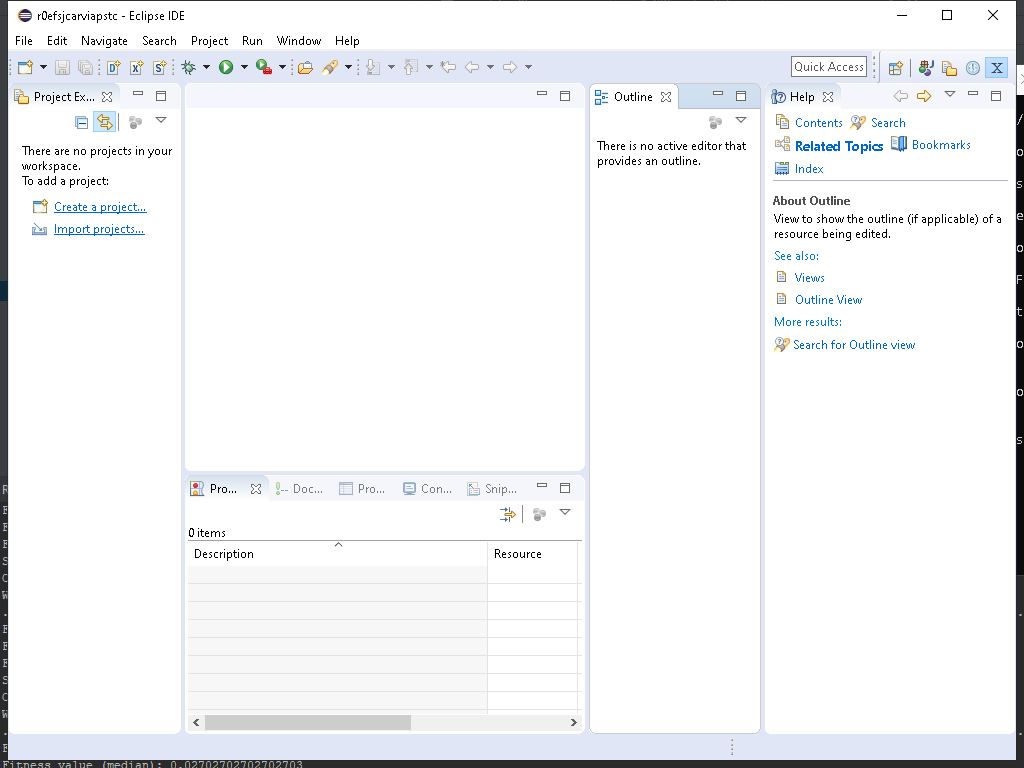 r0efsjcarviapstc - Eclipse IDE
File Edit Navigate Search Project Run Window Help
Quick Access
Project Ex...
There are no projects in your
workspace.
To add a project:
Create a project...
Import projects...
Outline
There is no active editor that
provides an outline.
Help
Contents Search
Related Topics Bookmarks
Index
About Outline
View to show the outline (if applicable) of a
resource being edited.
See also:
Views
Outline View
More results:
Search for Outline view
Pro... Doc... Pro... Con... Snip...
0 items
Description Resource
Fitness value (median): 0.02702702702702703